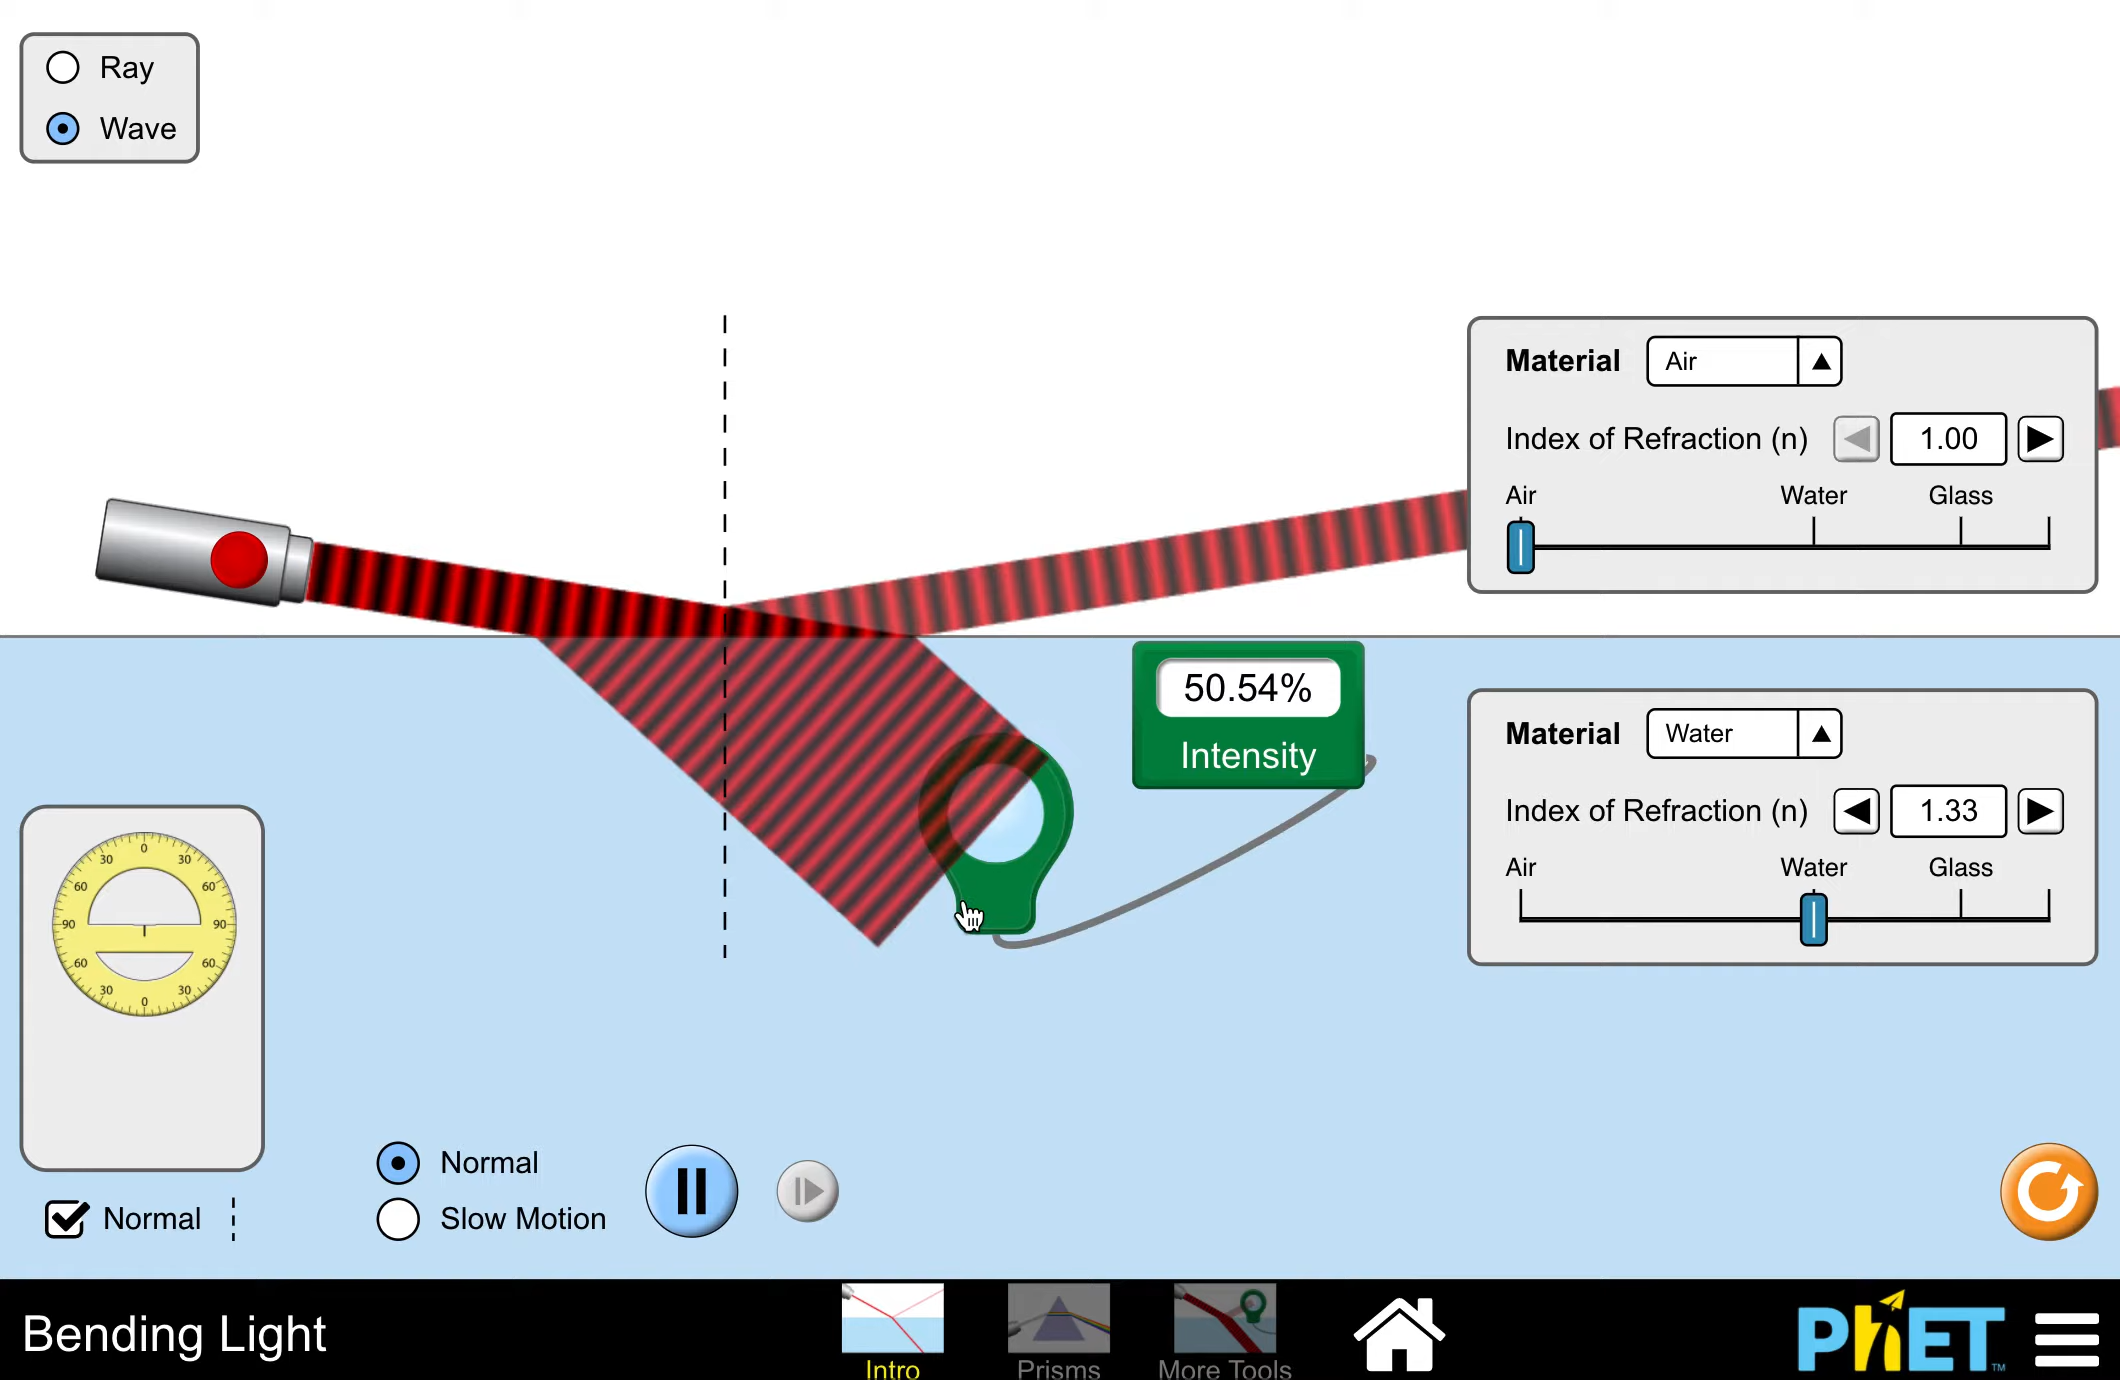 Ray
Wave
Material Air ▲
Index of Refraction (n) ◀ 1.00 ▶
Air Water Glass
50.54%
Intensity
Material Water ▲
Index of Refraction (n) ◀ 1.33 ▶
Air Water Glass
0
30 30
60 60
90 90
60 60
30 30
0
Normal
Normal
Slow Motion
Bending Light
Intro
Prisms
More Tools
PhET™